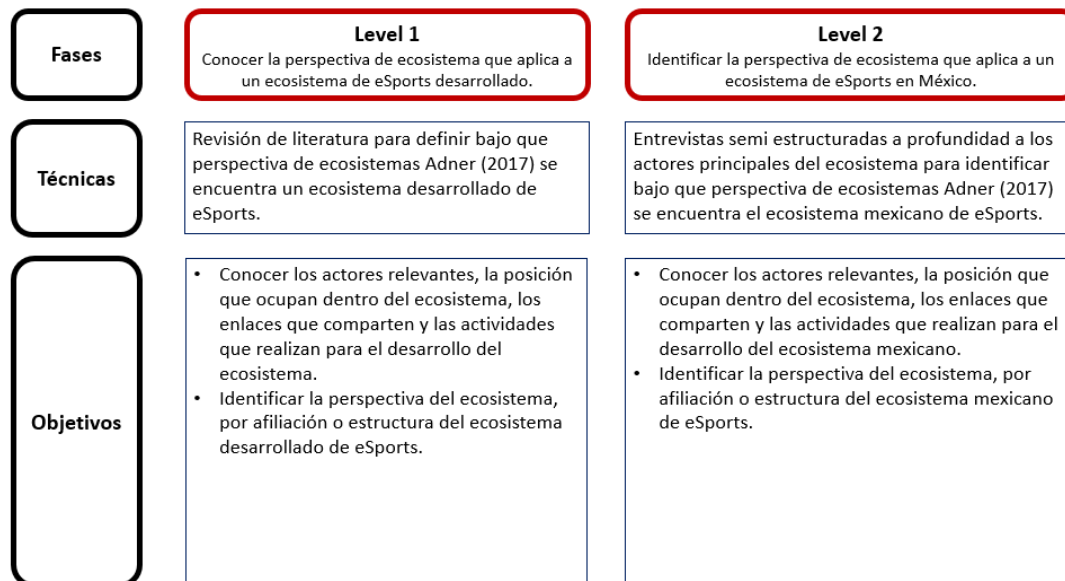 Fases
Level 1
Conocer la perspectiva de ecosistema que aplica a
un ecosistema de eSports desarrollado.
Level 2
Identificar la perspectiva de ecosistema que aplica a un
ecosistema de eSports en México.
Técnicas
Revisión de literatura para definir bajo que
perspectiva de ecosistemas Adner (2017) se
encuentra un ecosistema desarrollado de
eSports.
Entrevistas semi estructuradas a profundidad a los
actores principales del ecosistema para identificar
bajo que perspectiva de ecosistemas Adner (2017)
se encuentra el ecosistema mexicano de eSports.
Objetivos
• Conocer los actores relevantes, la posición
que ocupan dentro del ecosistema, los
enlaces que comparten y las actividades
que realizan para el desarrollo del
ecosistema.
• Identificar la perspectiva del ecosistema,
por afiliación o estructura del ecosistema
desarrollado de eSports.
• Conocer los actores relevantes, la posición que
ocupan dentro del ecosistema, los enlaces que
comparten y las actividades que realizan para el
desarrollo del ecosistema mexicano.
• Identificar la perspectiva del ecosistema, por
afiliación o estructura del ecosistema mexicano
de eSports.